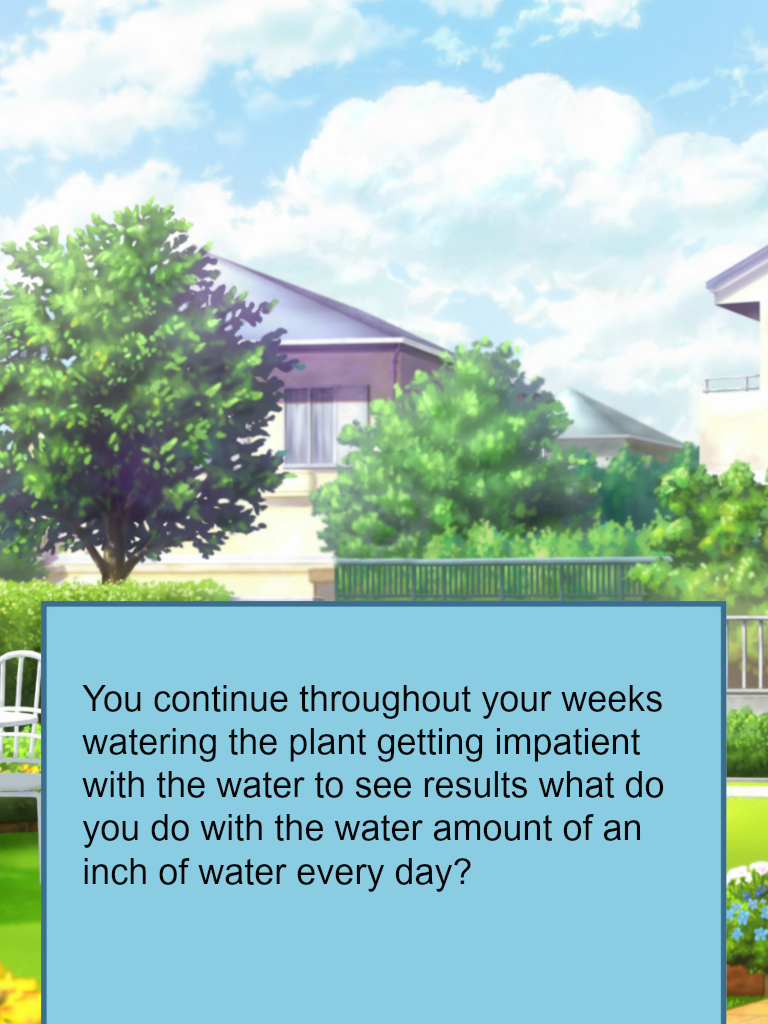 You continue throughout your weeks
watering the plant getting impatient
with the water to see results what do
you do with the water amount of an
inch of water every day?